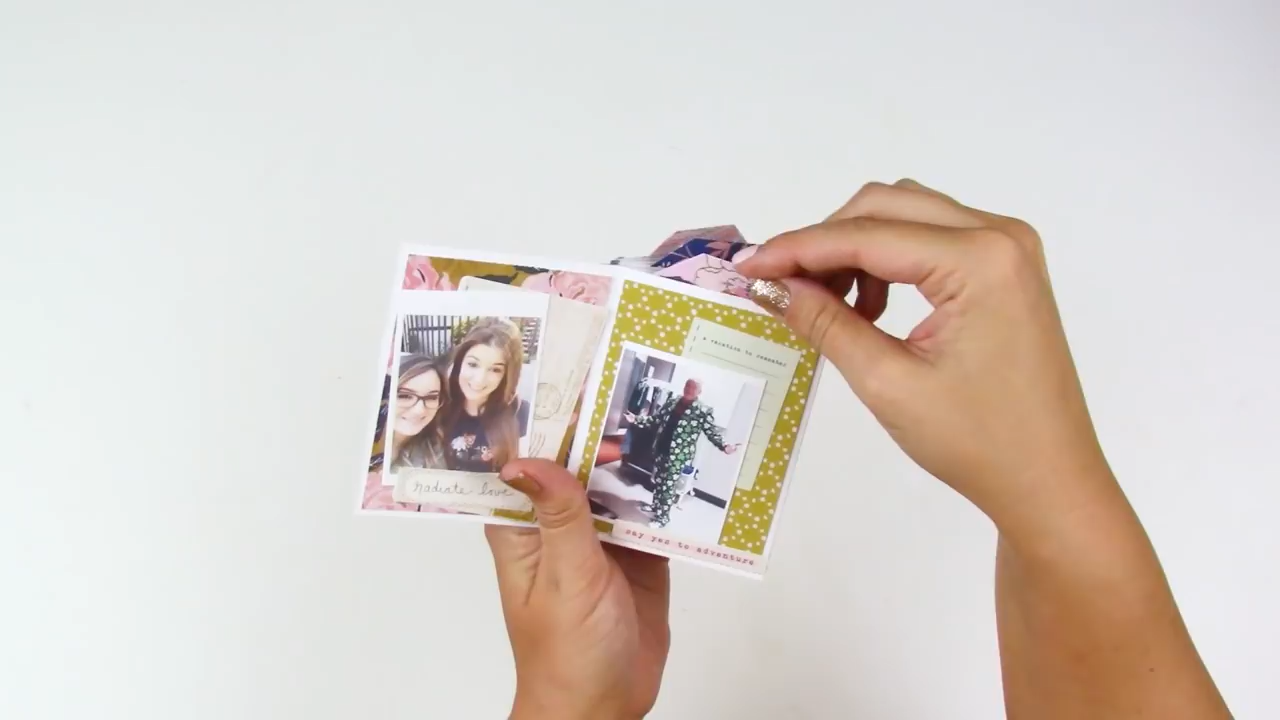 radiate love
a vacation to remember
say yes to adventure